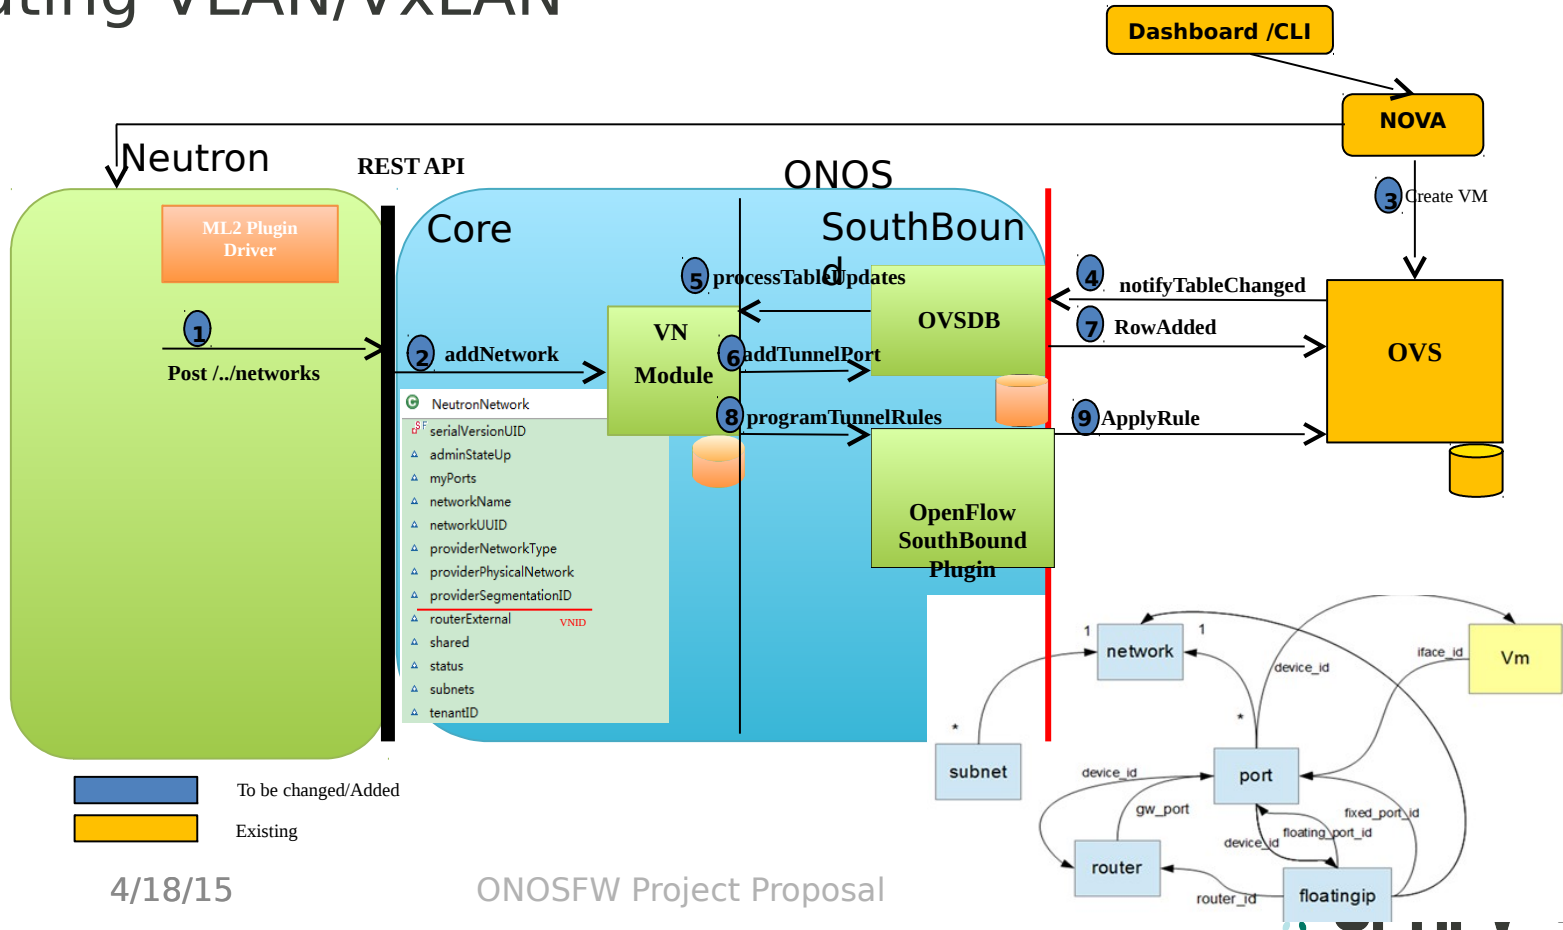 uting VLAN/VxLAN
Dashboard /CLI
NOVA
Neutron
REST API
ONOS
3 Create VM
ML2 Plugin
Driver
Core
SouthBoun
d
5 processTableUpdates
4 notifyTableChanged
OVSDB
7 RowAdded
OVS
1
Post /../networks
2 addNetwork
VN
Module
6 addTunnelPort
8 programTunnelRules
9 ApplyRule
C NeutronNetwork
S F serialVersionUID
adminStateUp
myPorts
networkName
networkUUID
providerNetworkType
providerPhysicalNetwork
providerSegmentationID
routerExternal
VNID
shared
status
subnets
tenantID
OpenFlow
SouthBound
Plugin
1
network
1
device_id
iface_id
Vm
*
*
subnet
device_id
port
gw_port
fixed_port_id
floating_port_id
device_id
router
router_id
floatingip
To be changed/Added
Existing
4/18/15
ONOSFW Project Proposal